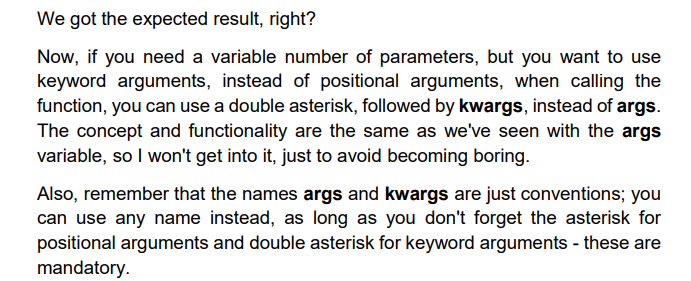 We got the expected result, right?
Now, if you need a variable number of parameters, but you want to use
keyword arguments, instead of positional arguments, when calling the
function, you can use a double asterisk, followed by kwargs, instead of args.
The concept and functionality are the same as we've seen with the args
variable, so I won't get into it, just to avoid becoming boring.
Also, remember that the names args and kwargs are just conventions; you
can use any name instead, as long as you don't forget the asterisk for
positional arguments and double asterisk for keyword arguments - these are
mandatory.